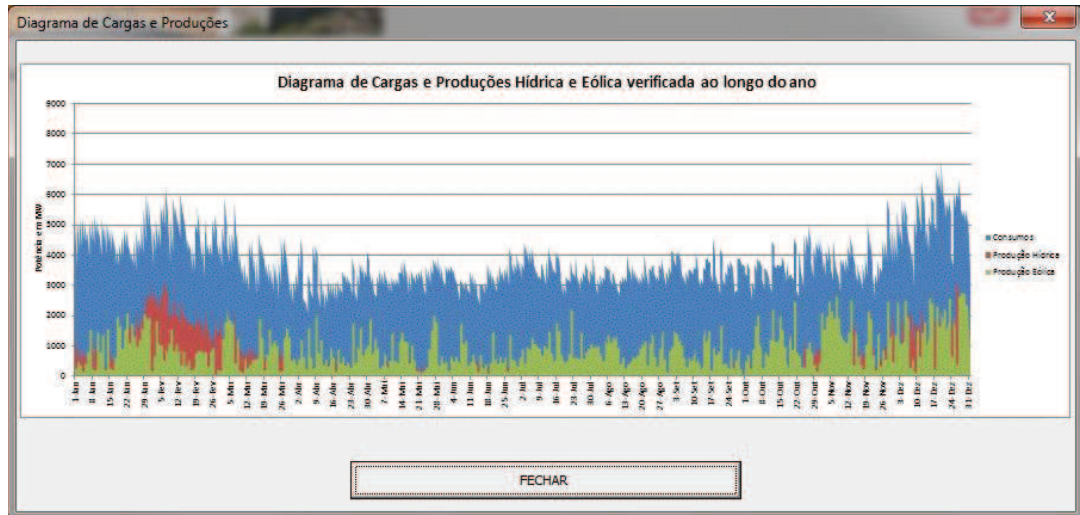 Diagrama de Cargas e Produções
Diagrama de Cargas e Produções Hídrica e Eólica verificada ao longo do ano
Potência em MW
9000
8000
7000
6000
5000
4000
3000
2000
1000
0
1-Jan
8-Jan
15-Jan
22-Jan
29-Jan
5-Fev
12-Fev
19-Fev
26-Fev
5-Mar
12-Mar
19-Mar
26-Mar
2-Abr
9-Abr
16-Abr
23-Abr
30-Abr
7-Mai
14-Mai
21-Mai
28-Mai
4-Jun
11-Jun
18-Jun
25-Jun
2-Jul
9-Jul
16-Jul
23-Jul
30-Jul
6-Ago
13-Ago
20-Ago
27-Ago
3-Set
10-Set
17-Set
24-Set
1-Out
8-Out
15-Out
22-Out
29-Out
5-Nov
12-Nov
19-Nov
26-Nov
3-Dez
10-Dez
17-Dez
24-Dez
31-Dez
Consumos
Produção Hídrica
Produção Eólica
FECHAR